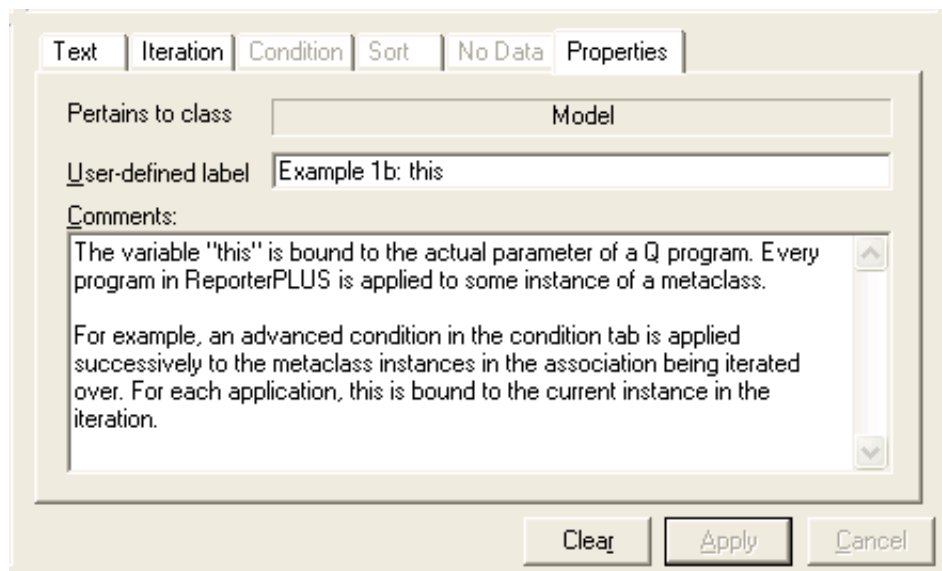 Text Iteration Condition Sort No Data Properties
Pertains to class Model
User-defined label Example 1b: this
Comments:
The variable "this" is bound to the actual parameter of a Q program. Every
program in ReporterPLUS is applied to some instance of a metaclass.
For example, an advanced condition in the condition tab is applied
successively to the metaclass instances in the association being iterated
over. For each application, this is bound to the current instance in the
iteration.
Clear Apply Cancel